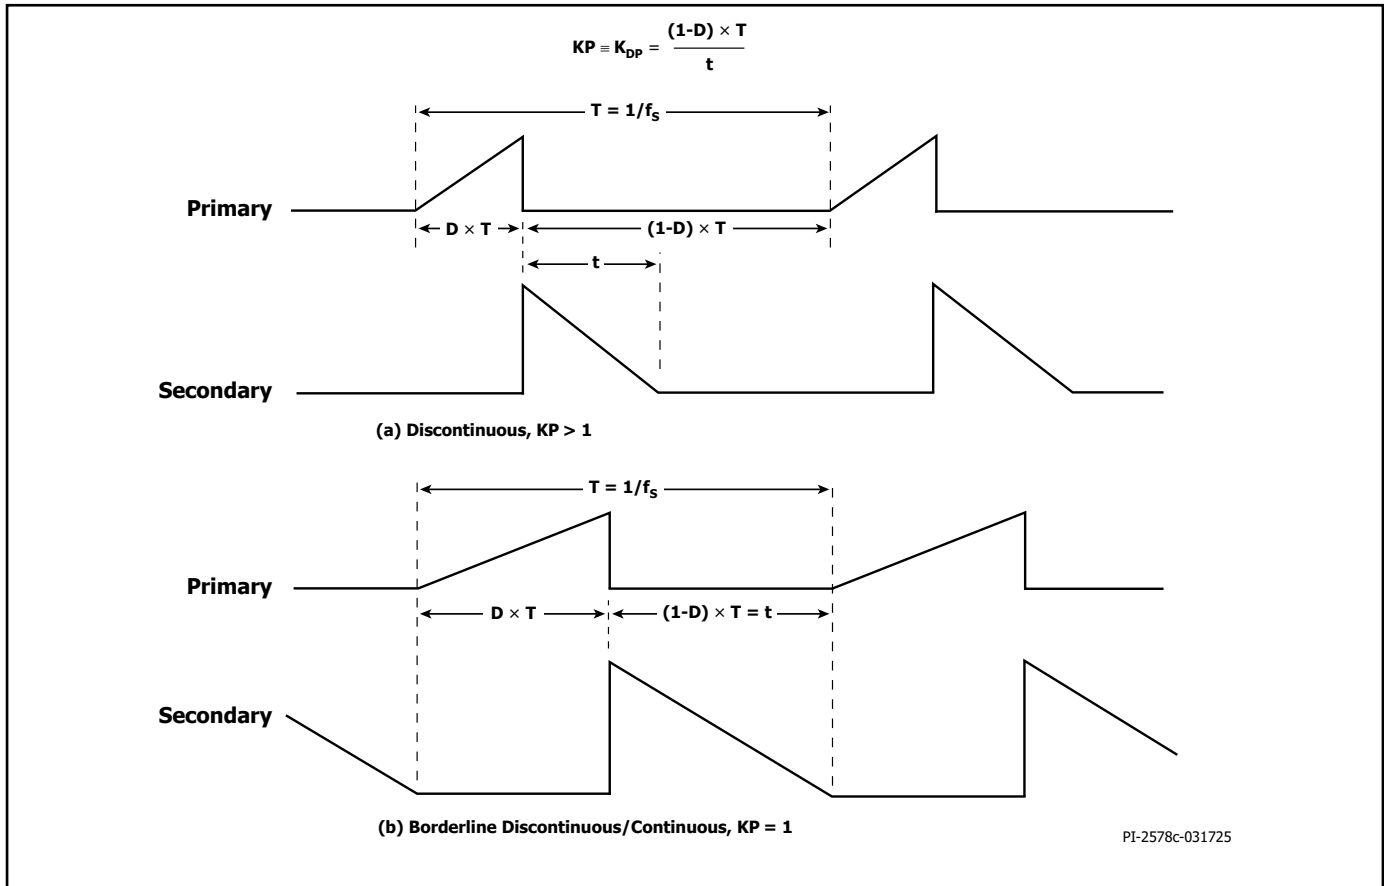 KP ≡ K_DP = (1-D) × T / t
T = 1/f_S
Primary
D × T
(1-D) × T
t
Secondary
(a) Discontinuous, KP > 1
T = 1/f_S
Primary
D × T
(1-D) × T = t
Secondary
(b) Borderline Discontinuous/Continuous, KP = 1
PI-2578c-031725